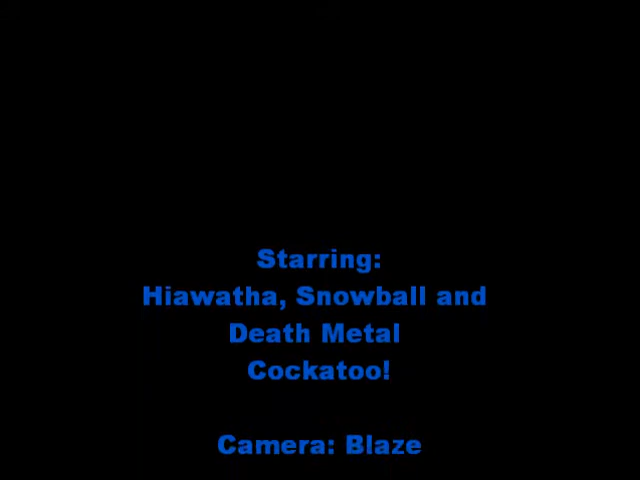 Starring:
Hiawatha, Snowball and
Death Metal
Cockatoo!
Camera: Blaze